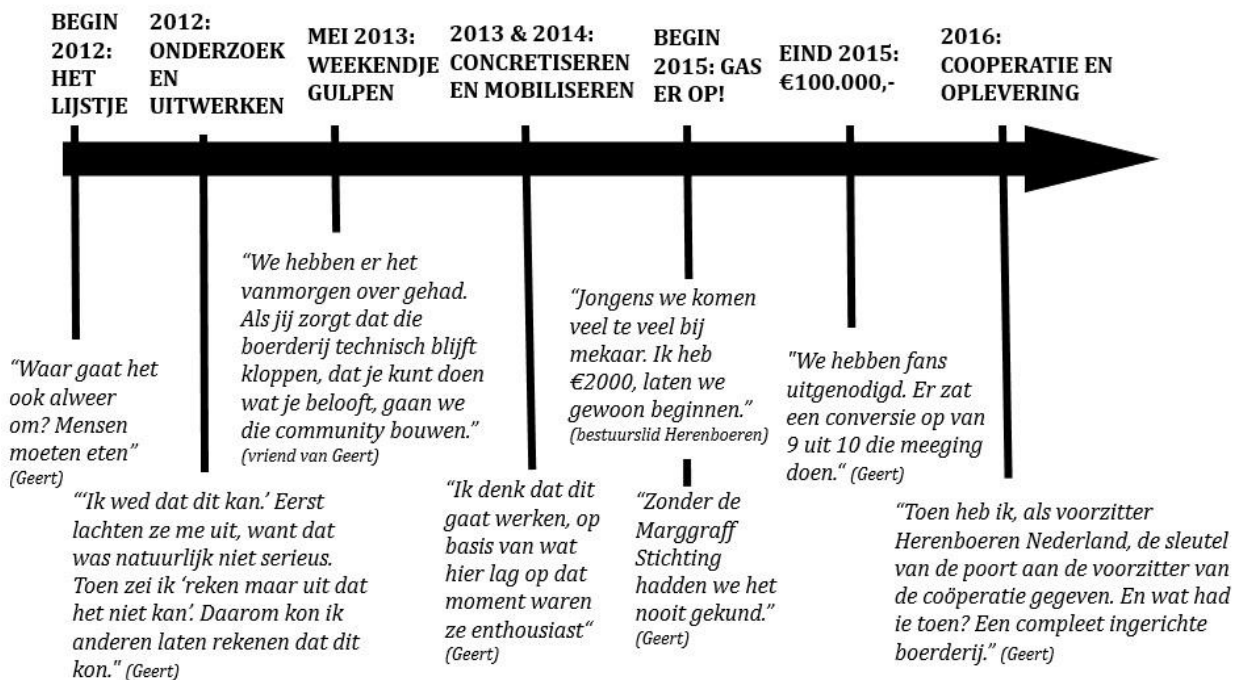 BEGIN
2012:
HET
LIJSTJE
2012:
ONDERZOEK
EN
UITWERKEN
MEI 2013:
WEEKENDJE
GULPEN
2013 & 2014:
CONCRETISEREN
EN MOBILISEREN
BEGIN
2015: GAS
ER OP!
EIND 2015:
€100.000,-
2016:
COOPERATIE EN
OPLEVERING
“Waar gaat het
ook alweer
om? Mensen
moeten eten”
(Geert)
“‘Ik wed dat dit kan.’ Eerst
lachten ze me uit, want dat
was natuurlijk niet serieus.
Toen zei ik ‘reken maar uit dat
het niet kan’. Daarom kon ik
anderen laten rekenen dat dit
kon." (Geert)
“We hebben er het
vanmorgen over gehad.
Als jij zorgt dat die
boerderij technisch blijft
kloppen, dat je kunt doen
wat je belooft, gaan we
die community bouwen.”
(vriend van Geert)
“Ik denk dat dit
gaat werken, op
basis van wat
hier lag op dat
moment waren
ze enthousiast“
(Geert)
“Jongens we komen
veel te veel bij
mekaar. Ik heb
€2000, laten we
gewoon beginnen.”
(bestuurslid Herenboeren)
“Zonder de
Marggraff
Stichting
hadden we het
nooit gekund.”
(Geert)
"We hebben fans
uitgenodigd. Er zat
een conversie op van
9 uit 10 die meeging
doen.“ (Geert)
“Toen heb ik, als voorzitter
Herenboeren Nederland, de sleutel
van de poort aan de voorzitter van
de coöperatie gegeven. En wat had
ie toen? Een compleet ingerichte
boerderij.” (Geert)